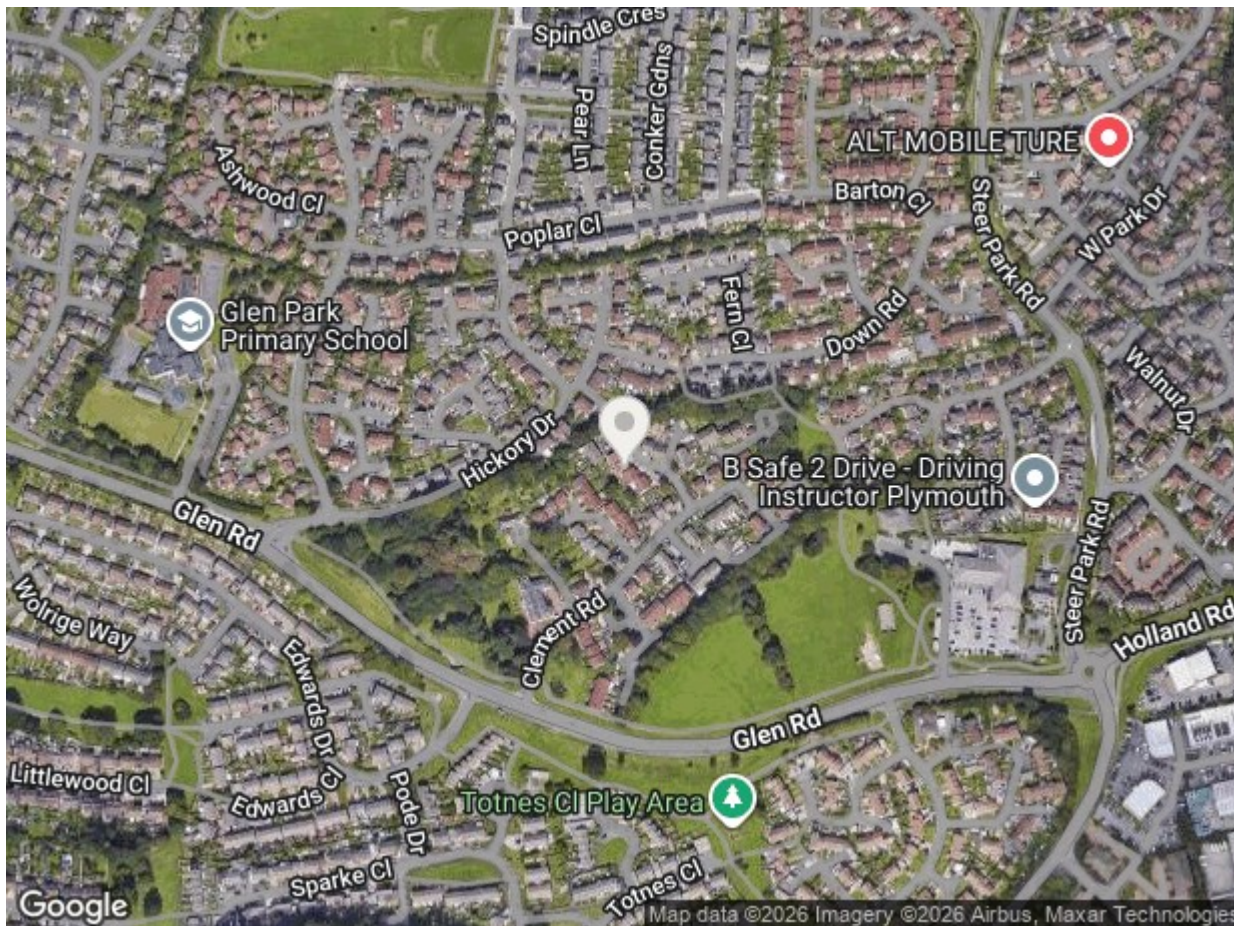 Spindle Cres
Pear Ln
Conker Gdns
ALT MOBILE TURE
Ashwood Cl
Barton Cl
Steer Park Rd
W Park Dr
Poplar Cl
Glen Park
Primary School
Fern Cl
Down Rd
Walnut Dr
Hickory Dr
B Safe 2 Drive - Driving
Instructor Plymouth
Glen Rd
Steer Park Rd
Wolrige Way
Clement Rd
Holland Rd
Edwards Dr
Glen Rd
Littlewood Cl
Edwards Cl
Pode Dr
Totnes Cl Play Area
Sparke Cl
Totnes Cl
Google
Map data ©2026 Imagery ©2026 Airbus, Maxar Technologies